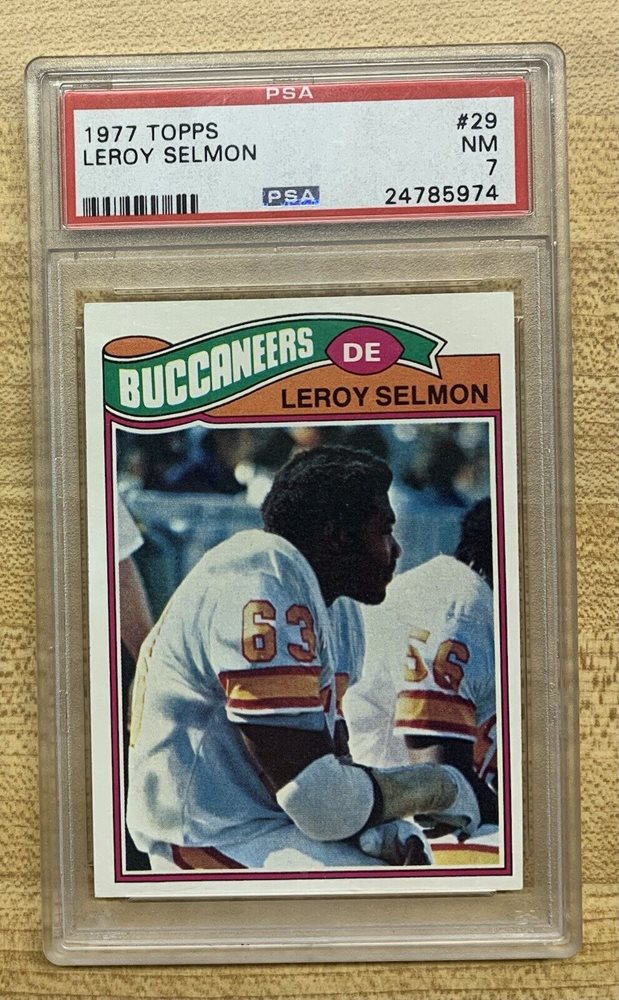 PSA
1977 TOPPS #29
LEROY SELMON NM
7
PSA 24785974
BUCCANEERS DE
LEROY SELMON
63
56